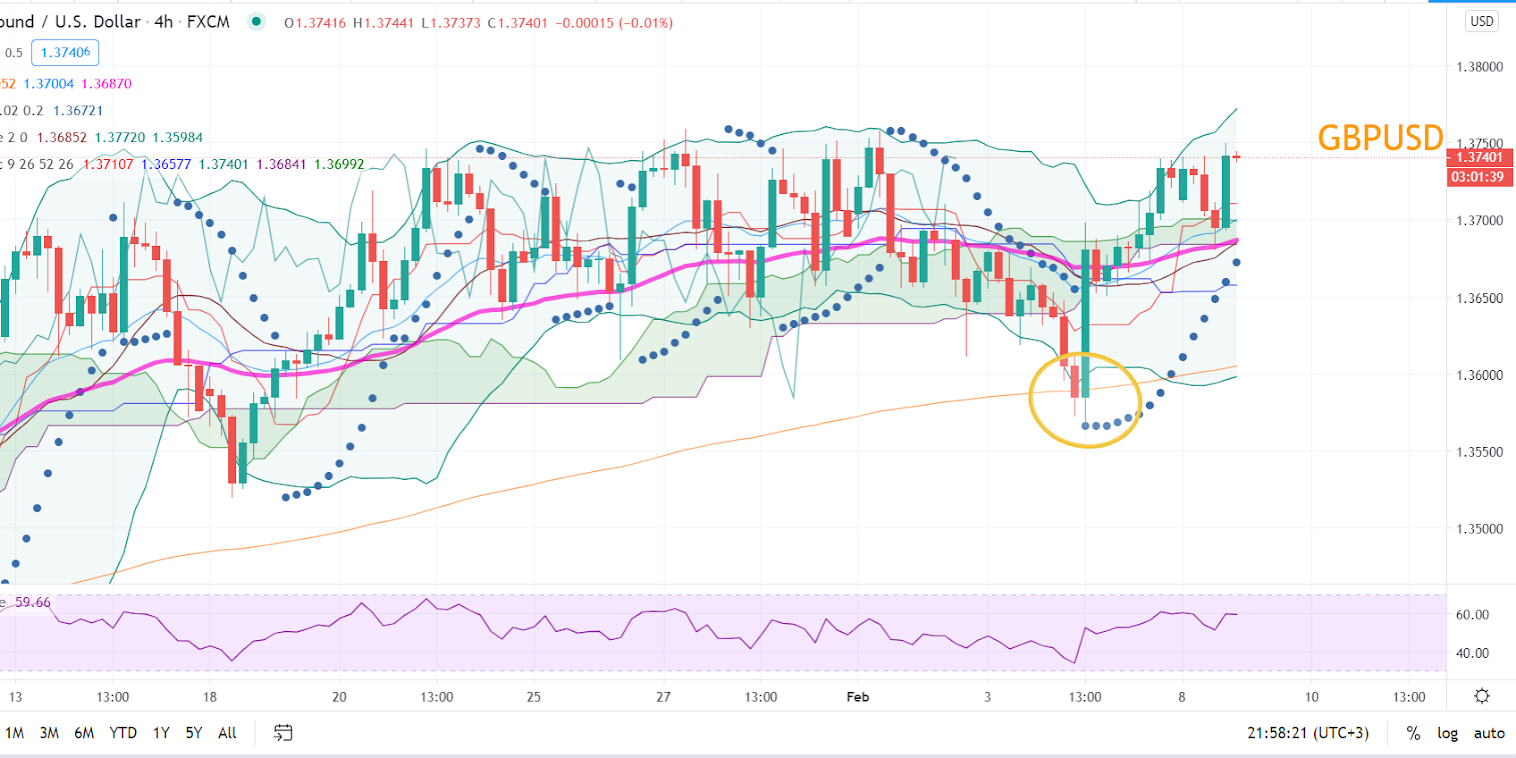 ound / U.S. Dollar · 4h · FXCM O1.37416 H1.37441 L1.37373 C1.37401 −0.00015 (−0.01%)
USD
0.5 1.37406
1.38000
52 1.37004 1.36870
.02 0.2 1.36721
e 2 0 1.36852 1.37720 1.35984
GBPUSD
1.37500
1.37401
c 9 26 52 26 1.37107 1.36577 1.37401 1.36841 1.36992
03:01:39
1.37000
1.36500
1.36000
1.35500
1.35000
e 59.66
60.00
40.00
13 13:00 18 20 13:00 25 27 13:00 Feb 3 13:00 8 10 13:00
1M 3M 6M YTD 1Y 5Y All 21:58:21 (UTC+3) % log auto